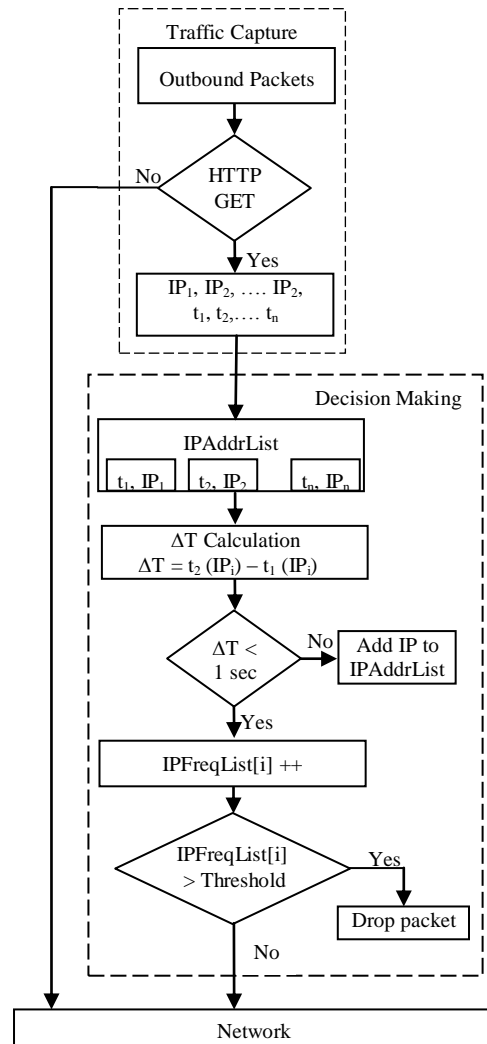 Traffic Capture
Outbound Packets
No
HTTP
GET
Yes
IP₁, IP₂, …. IP₂,
t₁, t₂,…. tₙ
Decision Making
IPAddrList
t₁, IP₁ t₂, IP₂ tₙ, IPₙ
ΔT Calculation
ΔT = t₂ (IPᵢ) – t₁ (IPᵢ)
ΔT <
1 sec
No
Add IP to
IPAddrList
Yes
IPFreqList[i] ++
IPFreqList[i]
> Threshold
Yes
Drop packet
No
Network